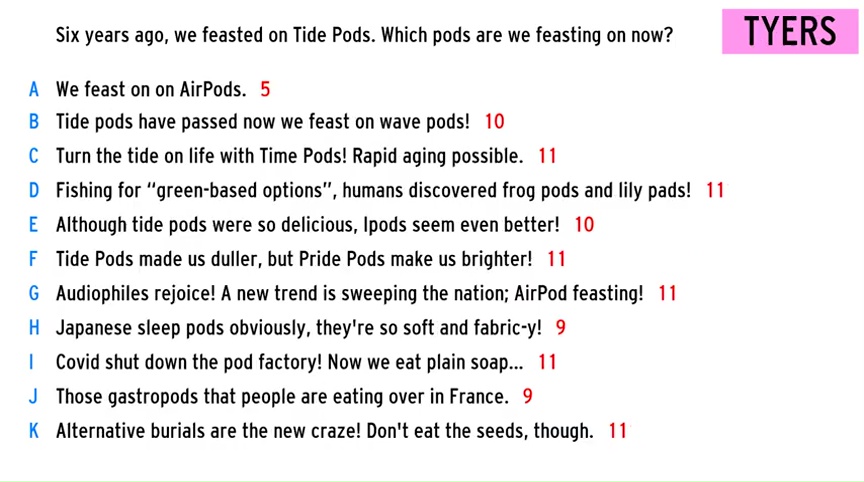 Six years ago, we feasted on Tide Pods. Which pods are we feasting on now?
TYERS
A We feast on on AirPods. 5
B Tide pods have passed now we feast on wave pods! 10
C Turn the tide on life with Time Pods! Rapid aging possible. 11
D Fishing for “green-based options”, humans discovered frog pods and lily pads! 11
E Although tide pods were so delicious, Ipods seem even better! 10
F Tide Pods made us duller, but Pride Pods make us brighter! 11
G Audiophiles rejoice! A new trend is sweeping the nation; AirPod feasting! 11
H Japanese sleep pods obviously, they're so soft and fabric-y! 9
I Covid shut down the pod factory! Now we eat plain soap... 11
J Those gastropods that people are eating over in France. 9
K Alternative burials are the new craze! Don't eat the seeds, though. 11